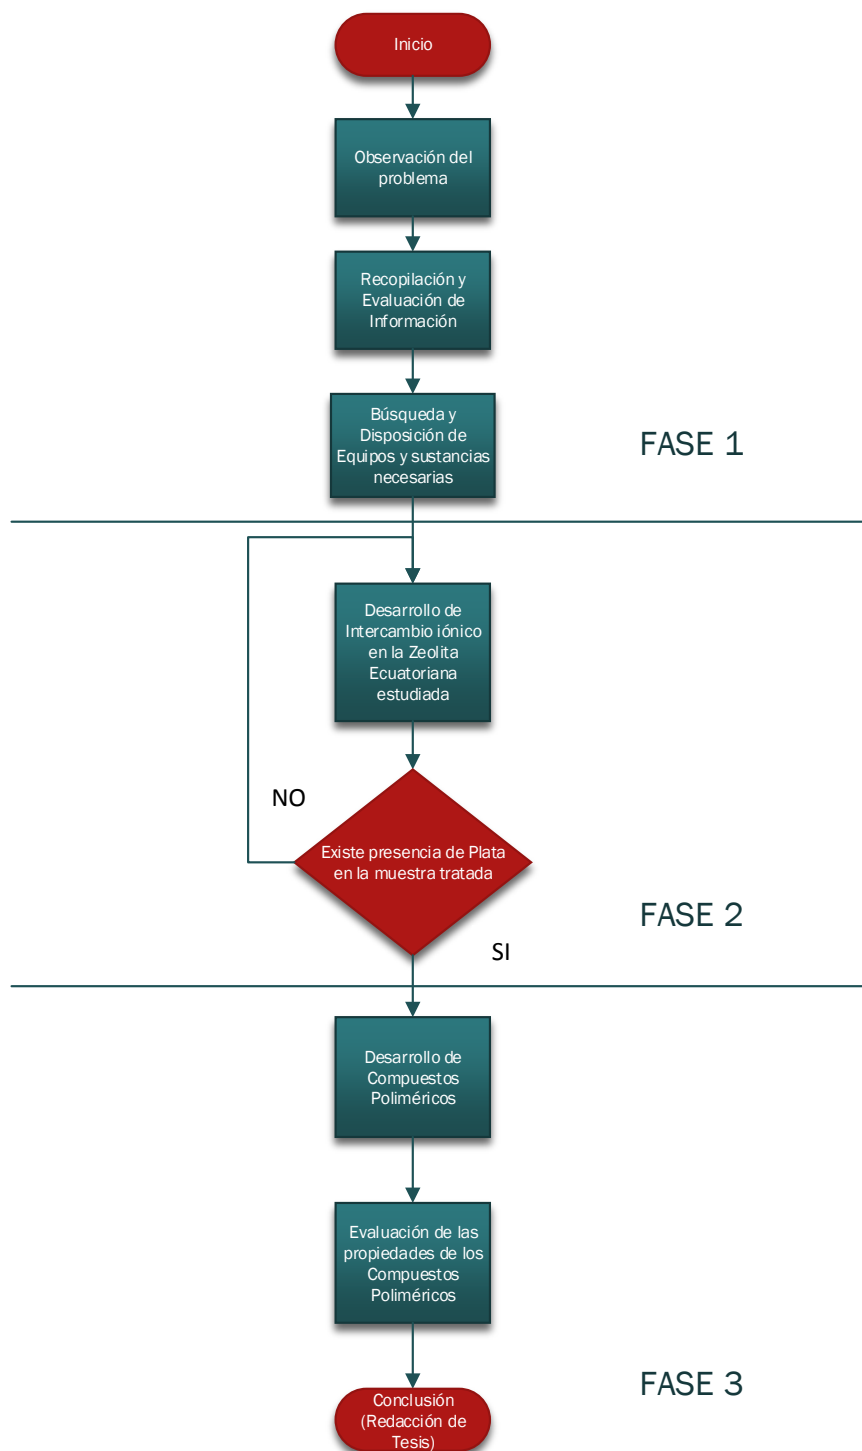 Inicio
Observación del
problema
Recopilación y
Evaluación de
Información
Búsqueda y
Disposición de
Equipos y sustancias
necesarias
FASE 1
Desarrollo de
Intercambio iónico
en la Zeolita
Ecuatoriana
estudiada
NO
Existe presencia de Plata
en la muestra tratada
FASE 2
SI
Desarrollo de
Compuestos
Poliméricos
Evaluación de las
propiedades de los
Compuestos
Poliméricos
FASE 3
Conclusión
(Redacción de
Tesis)